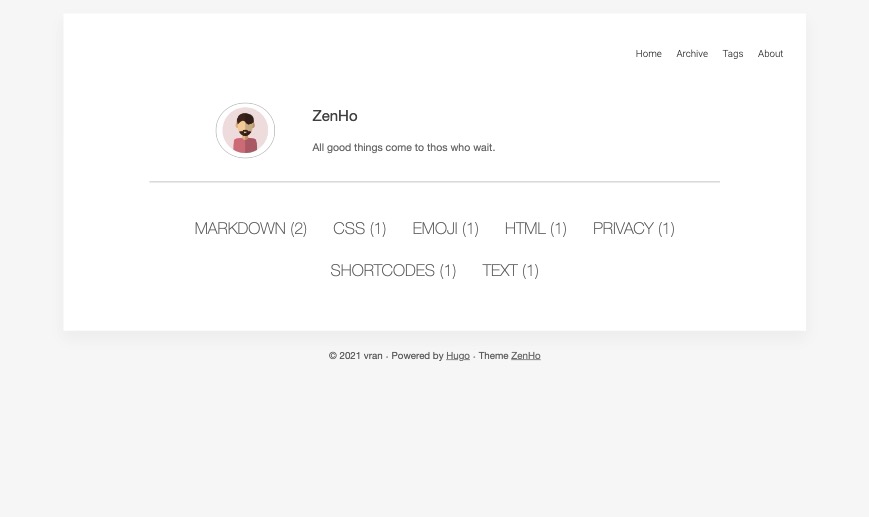 Home Archive Tags About
ZenHo
All good things come to thos who wait.
MARKDOWN (2) CSS (1) EMOJI (1) HTML (1) PRIVACY (1)
SHORTCODES (1) TEXT (1)
© 2021 vran · Powered by Hugo · Theme ZenHo